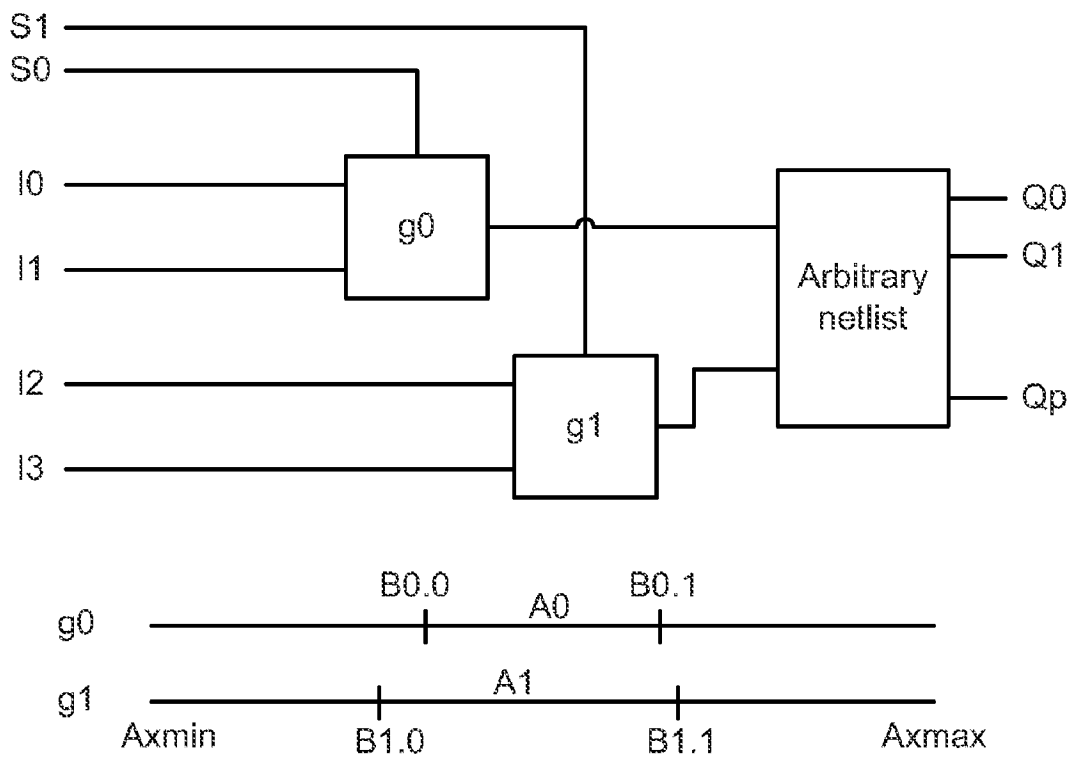 S1
S0
I0
I1
g0
Q0
Q1
Arbitrary
netlist
I2
I3
g1
Qp
B0.0
B0.1
g0
A0
g1
A1
Axmin
B1.0
B1.1
Axmax